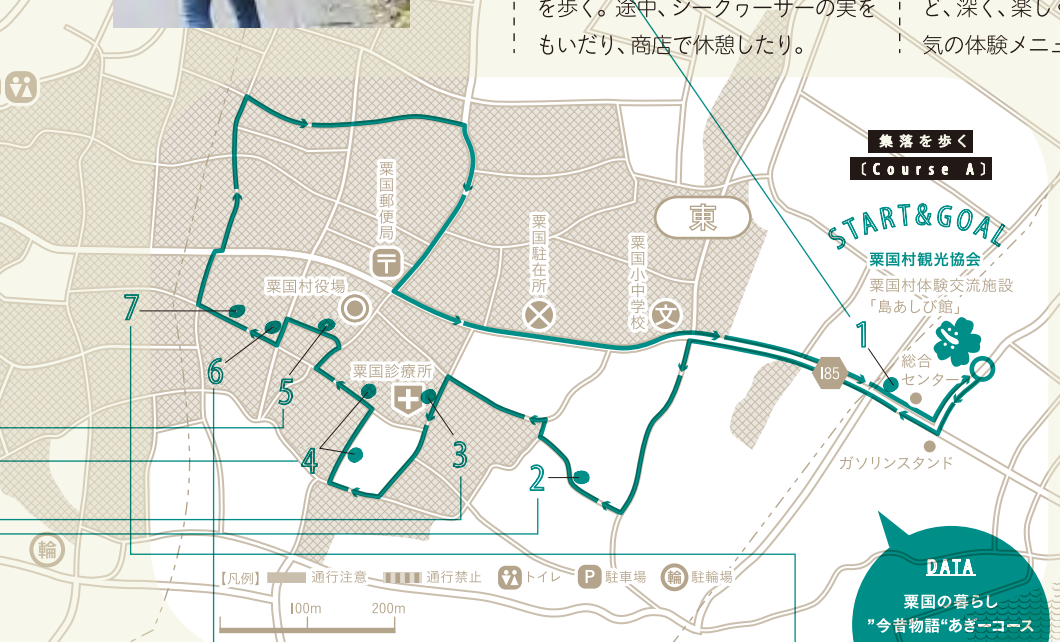 を歩く。途中、シークヮーサーの実を
もいだり、商店で休憩したり。
ど、深く、楽しく
気の体験メニュ
集落を歩く
〔Course A〕
START&GOAL
粟国村観光協会
粟国村体験交流施設
「島あしび館」
東
粟国郵便局
粟国駐在所
粟国小中学校
文
粟国村役場
粟国診療所
185
総合
センター
ガソリンスタンド
1
2
3
4
5
6
7
輪
【凡例】 通行注意 通行禁止 トイレ P 駐車場 輪 駐輪場
100m 200m
DATA
粟国の暮らし
”今昔物語“あぎーコース